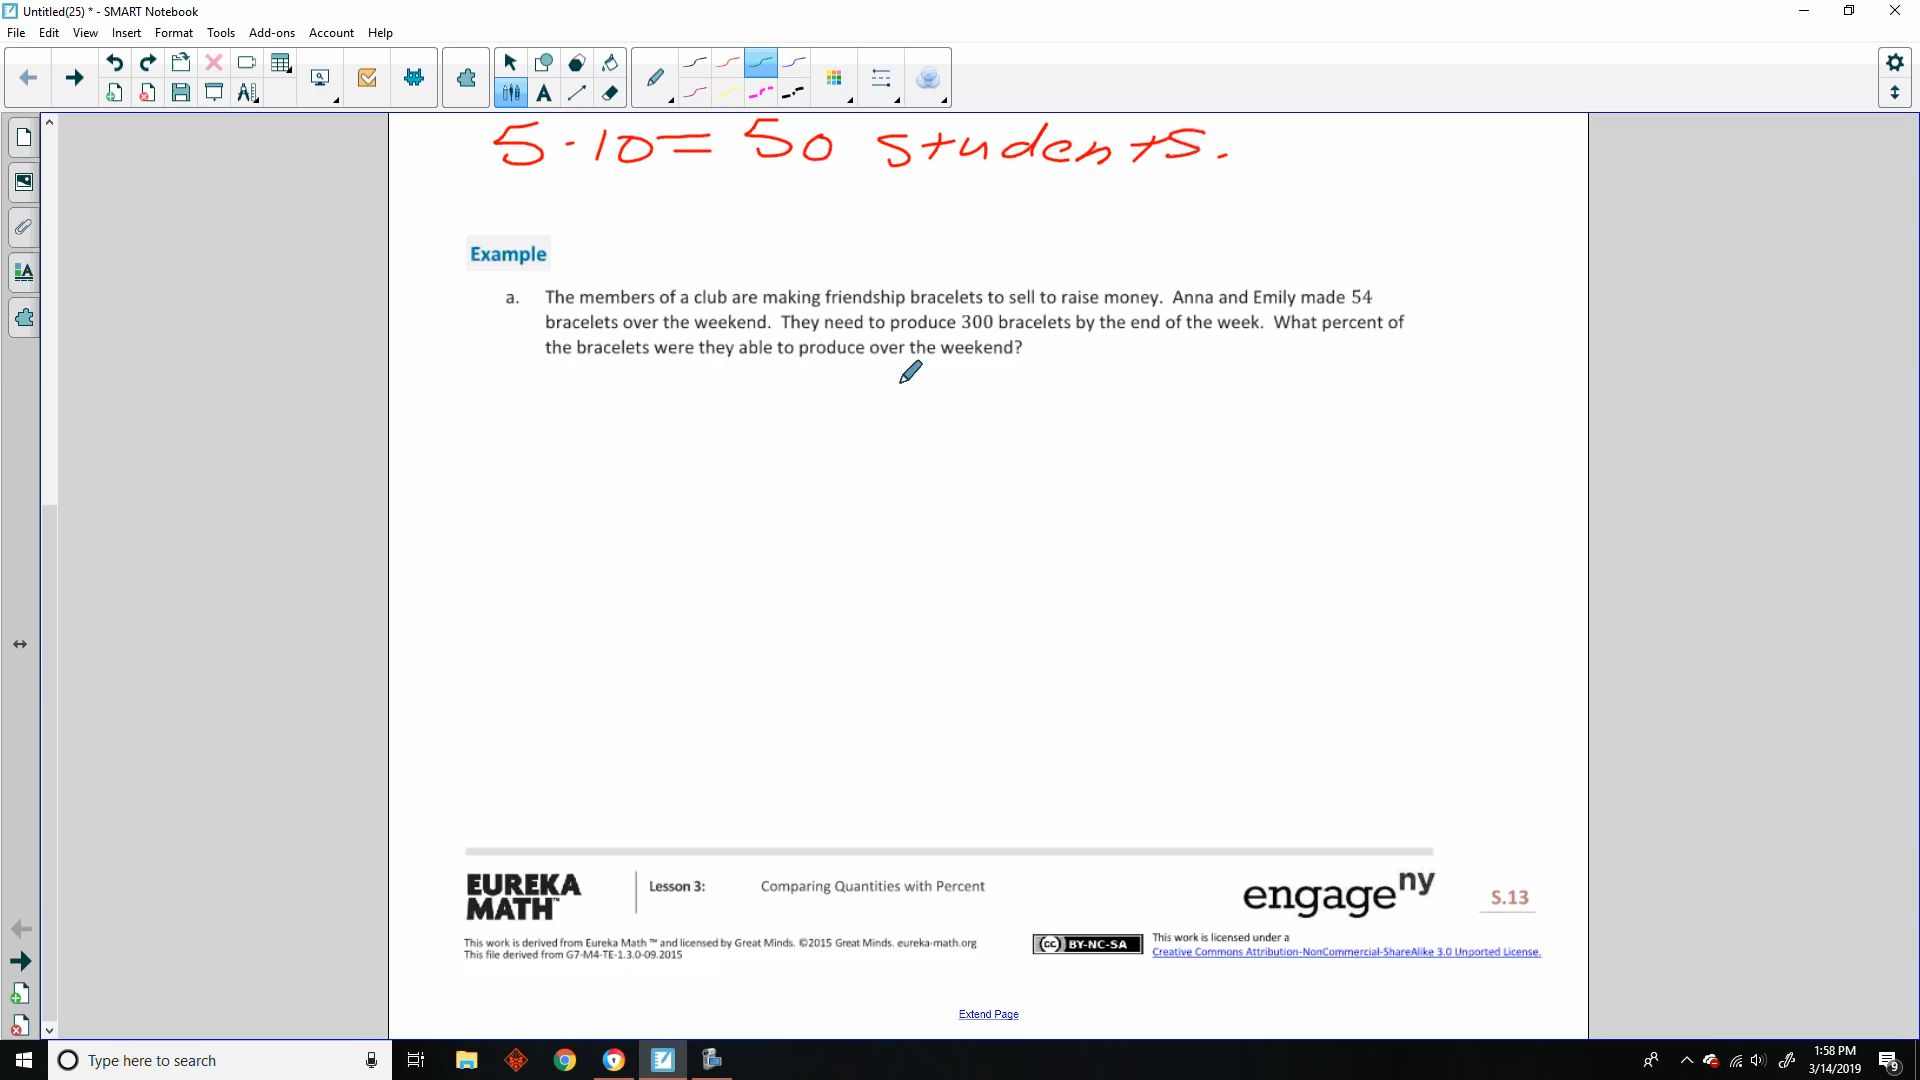 Untitled(25) * - SMART Notebook
File Edit View Insert Format Tools Add-ons Account Help
5·10= 50 students.
Example
a. The members of a club are making friendship bracelets to sell to raise money. Anna and Emily made 54
bracelets over the weekend. They need to produce 300 bracelets by the end of the week. What percent of
the bracelets were they able to produce over the weekend?
EUREKA
MATH™
Lesson 3: Comparing Quantities with Percent
engageny
S.13
This work is derived from Eureka Math ™ and licensed by Great Minds. ©2015 Great Minds. eureka-math.org
This file derived from G7-M4-TE-1.3.0-09.2015
cc BY-NC-SA
This work is licensed under a
Creative Commons Attribution-NonCommercial-ShareAlike 3.0 Unported License.
Extend Page
Type here to search
1:58 PM
3/14/2019
9